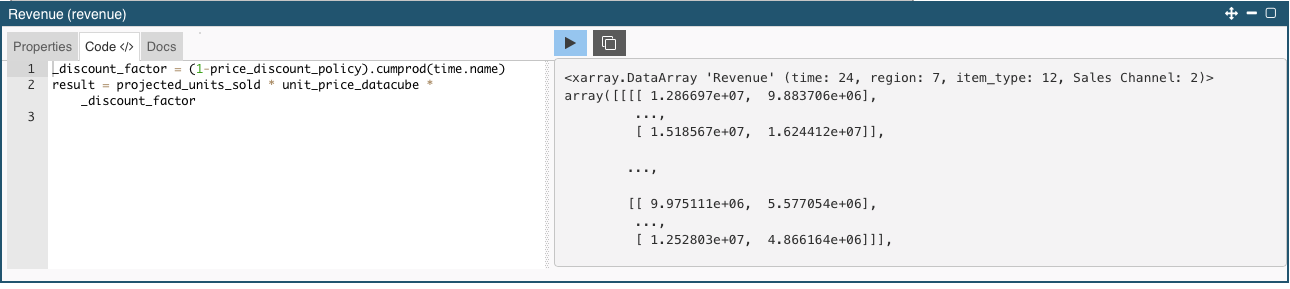 Revenue (revenue)
Properties Code </> Docs
1 _discount_factor = (1-price_discount_policy).cumprod(time.name)
2 result = projected_units_sold * unit_price_datacube *
_discount_factor
3
<xarray.DataArray 'Revenue' (time: 24, region: 7, item_type: 12, Sales Channel: 2)>
array([[[[ 1.286697e+07, 9.883706e+06],
...,
[ 1.518567e+07, 1.624412e+07]],
...,
[[ 9.975111e+06, 5.577054e+06],
...,
[ 1.252803e+07, 4.866164e+06]]],